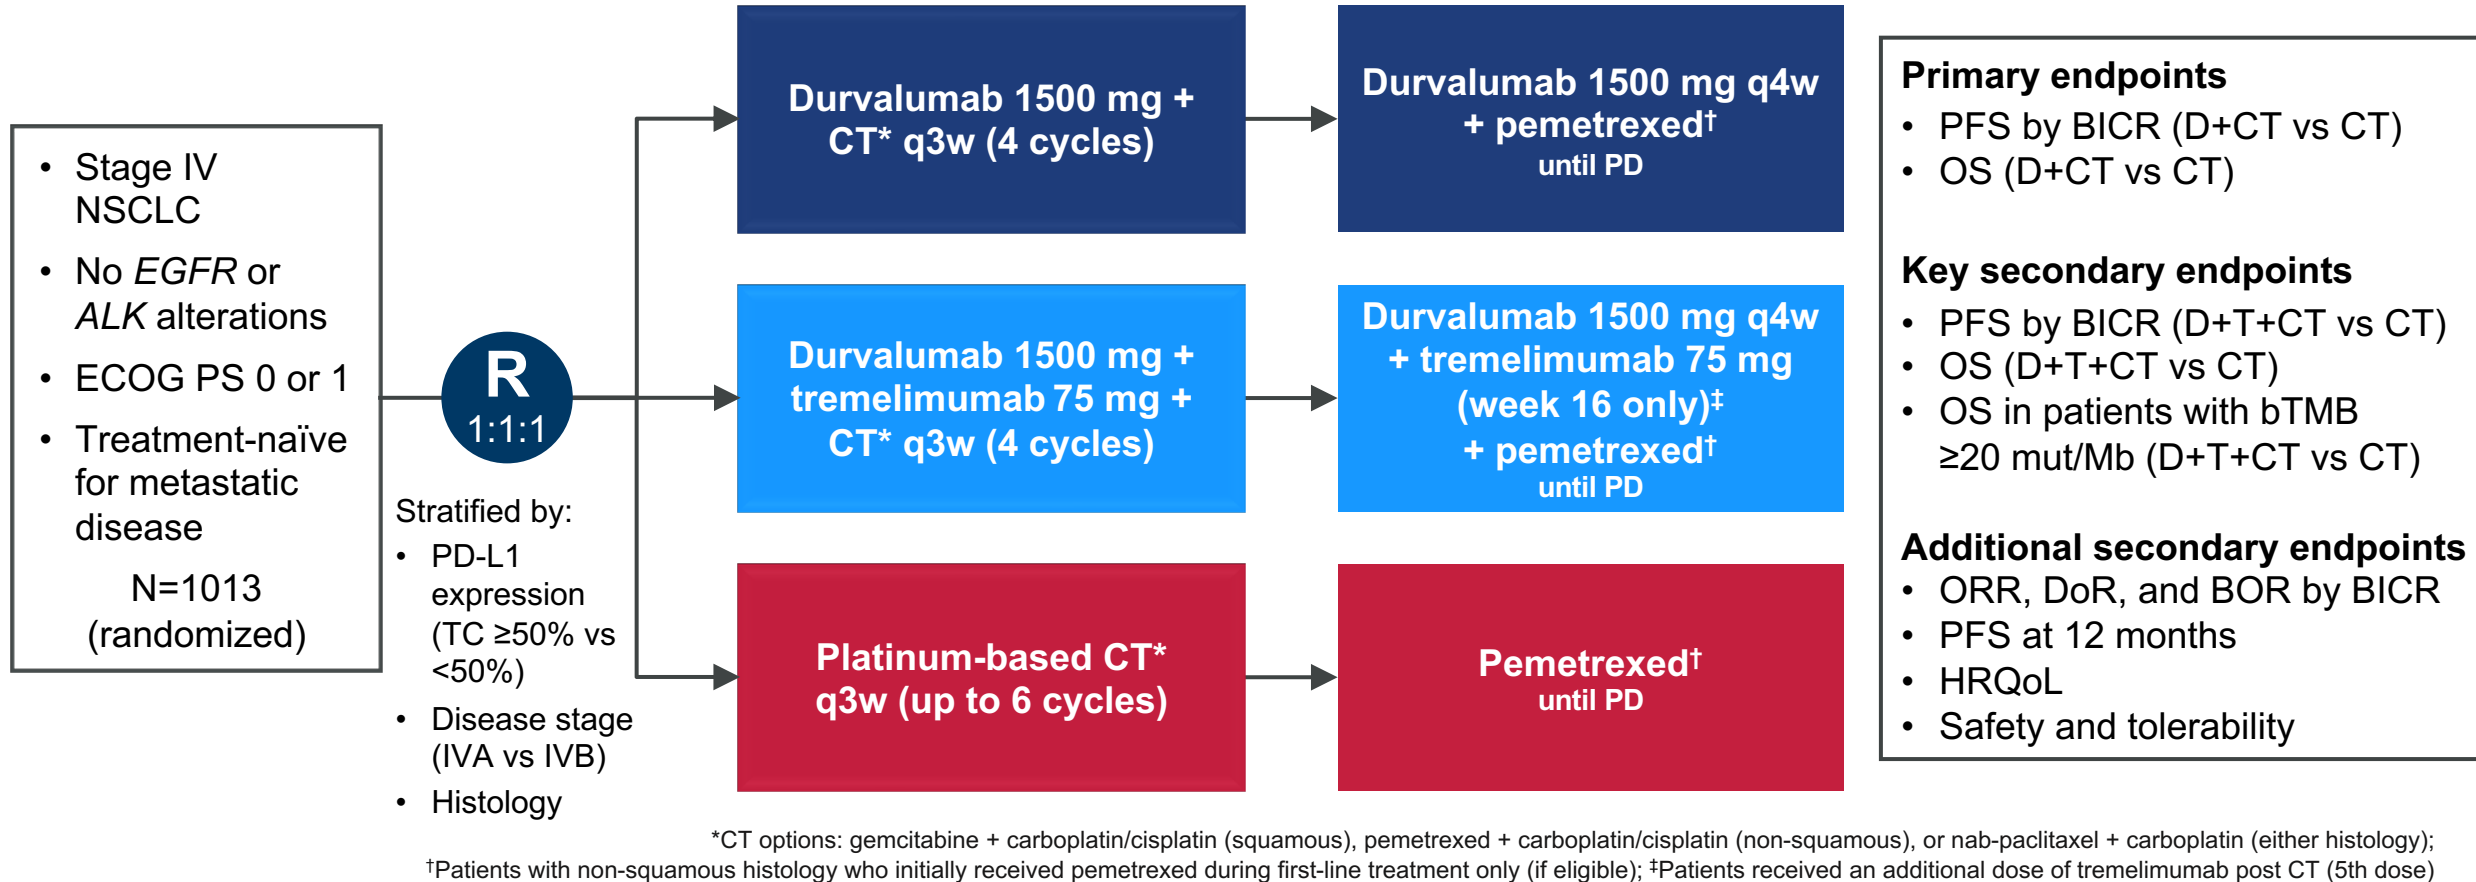 • Stage IV
NSCLC
• No EGFR or
ALK alterations
• ECOG PS 0 or 1
• Treatment-naïve
for metastatic
disease
N=1013
(randomized)
R
1:1:1
Stratified by:
• PD-L1
expression
(TC ≥50% vs
<50%)
• Disease stage
(IVA vs IVB)
• Histology
Durvalumab 1500 mg +
CT* q3w (4 cycles)
Durvalumab 1500 mg q4w
+ pemetrexed†
until PD
Durvalumab 1500 mg +
tremelimumab 75 mg +
CT* q3w (4 cycles)
Durvalumab 1500 mg q4w
+ tremelimumab 75 mg
(week 16 only)‡
+ pemetrexed†
until PD
Platinum-based CT*
q3w (up to 6 cycles)
Pemetrexed†
until PD
Primary endpoints
• PFS by BICR (D+CT vs CT)
• OS (D+CT vs CT)
Key secondary endpoints
• PFS by BICR (D+T+CT vs CT)
• OS (D+T+CT vs CT)
• OS in patients with bTMB
≥20 mut/Mb (D+T+CT vs CT)
Additional secondary endpoints
• ORR, DoR, and BOR by BICR
• PFS at 12 months
• HRQoL
• Safety and tolerability
*CT options: gemcitabine + carboplatin/cisplatin (squamous), pemetrexed + carboplatin/cisplatin (non-squamous), or nab-paclitaxel + carboplatin (either histology);
†Patients with non-squamous histology who initially received pemetrexed during first-line treatment only (if eligible); ‡Patients received an additional dose of tremelimumab post CT (5th dose)